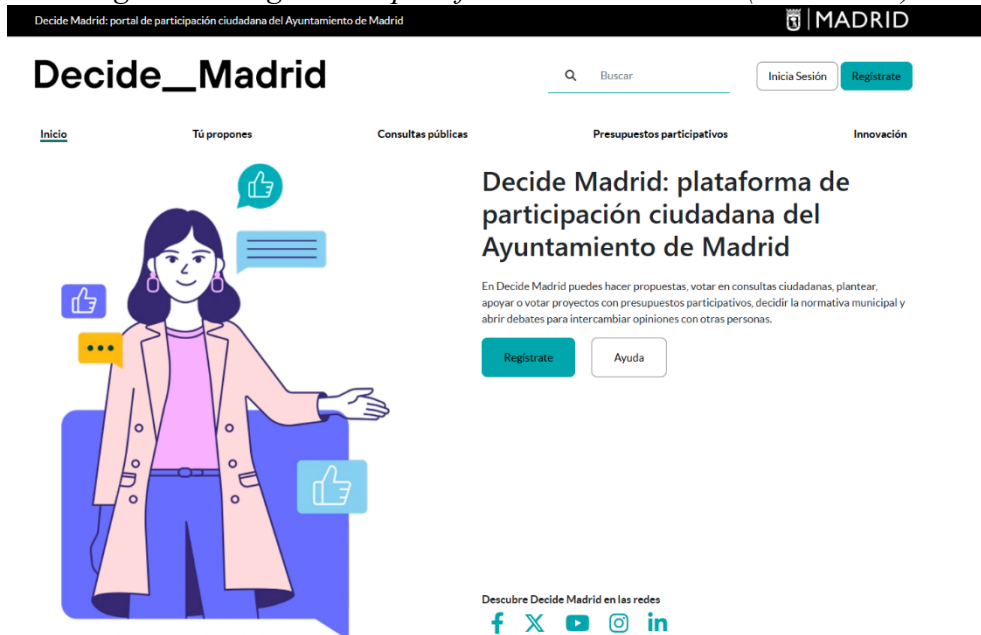 Decide Madrid: portal de participación ciudadana del Ayuntamiento de Madrid
MADRID
Decide__Madrid
Buscar
Inicia Sesión
Regístrate
Inicio
Tú propones
Consultas públicas
Presupuestos participativos
Innovación
Decide Madrid: plataforma de
participación ciudadana del
Ayuntamiento de Madrid
En Decide Madrid puedes hacer propuestas, votar en consultas ciudadanas, plantear,
apoyar o votar proyectos con presupuestos participativos, decidir la normativa municipal y
abrir debates para intercambiar opiniones con otras personas.
Regístrate
Ayuda
Descubre Decide Madrid en las redes